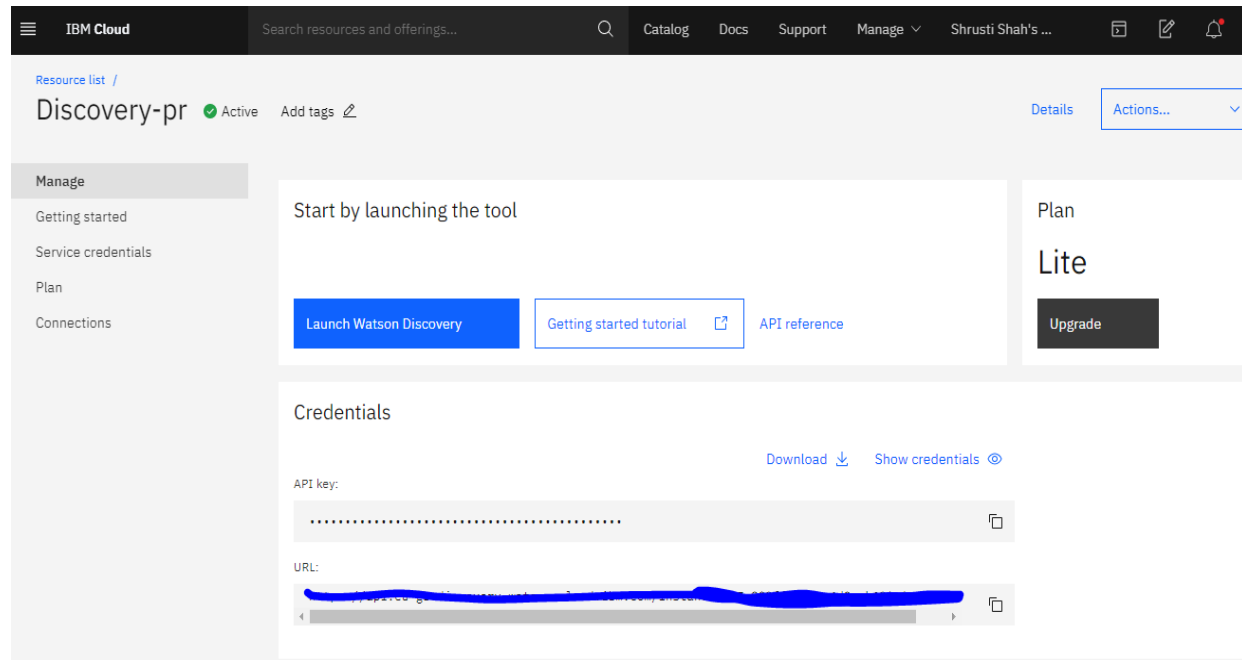 IBM Cloud Search resources and offerings... Catalog Docs Support Manage Shrusti Shah's ...
Resource list /
Discovery-pr Active Add tags Details Actions...
Manage
Getting started
Service credentials
Plan
Connections
Start by launching the tool
Launch Watson Discovery Getting started tutorial API reference
Plan
Lite
Upgrade
Credentials
Download Show credentials
API key:
............................................
URL: